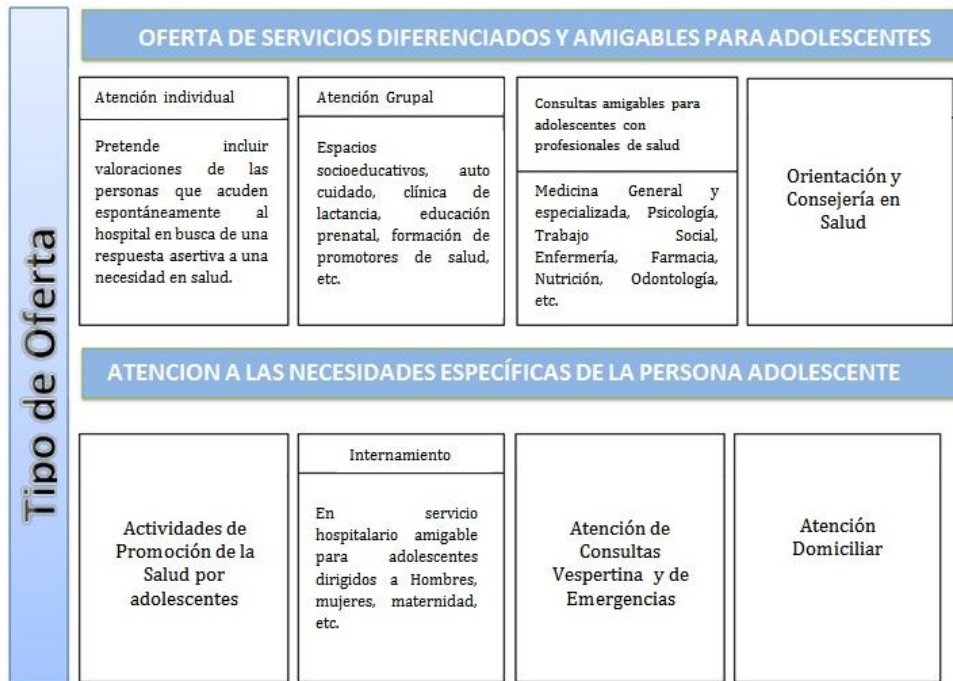 Tipo de Oferta
OFERTA DE SERVICIOS DIFERENCIADOS Y AMIGABLES PARA ADOLESCENTES
Atención individual
Pretende incluir
valoraciones de las
personas que acuden
espontáneamente al
hospital en busca de una
respuesta asertiva a una
necesidad en salud.
Atención Grupal
Espacios
socioeducativos, auto
cuidado, clínica de
lactancia, educación
prenatal, formación de
promotores de salud,
etc.
Consultas amigables para
adolescentes con
profesionales de salud
Medicina General y
especializada, Psicología,
Trabajo Social,
Enfermería, Farmacia,
Nutrición, Odontología,
etc.
Orientación y
Consejería en
Salud
ATENCION A LAS NECESIDADES ESPECÍFICAS DE LA PERSONA ADOLESCENTE
Actividades de
Promoción de la
Salud por
adolescentes
Internamiento
En servicio
hospitalario amigable
para adolescentes
dirigidos a Hombres,
mujeres, maternidad,
etc.
Atención de
Consultas
Vespertina y de
Emergencias
Atención
Domiciliar